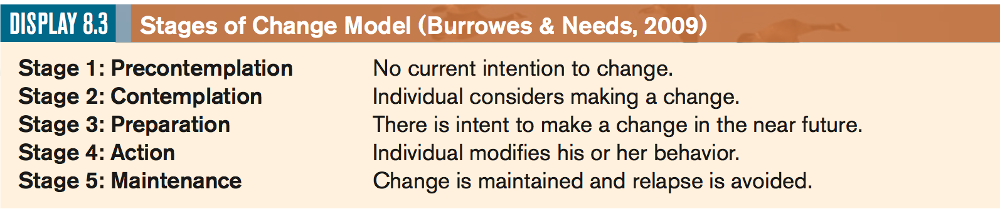 DISPLAY 8.3 Stages of Change Model (Burrowes & Needs, 2009)
Stage 1: Precontemplation No current intention to change.
Stage 2: Contemplation Individual considers making a change.
Stage 3: Preparation There is intent to make a change in the near future.
Stage 4: Action Individual modifies his or her behavior.
Stage 5: Maintenance Change is maintained and relapse is avoided.